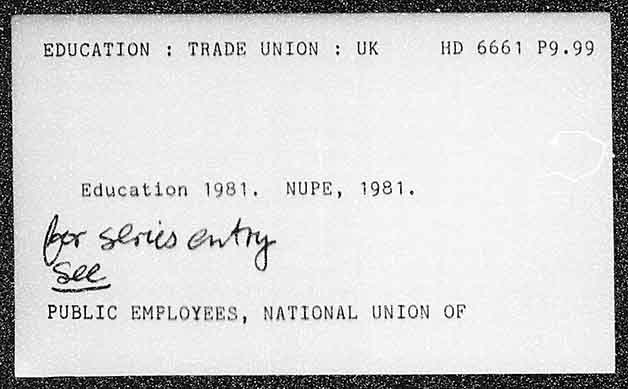 EDUCATION : TRADE UNION : UK HD 6661 P9.99
Education 1981. NUPE, 1981.
for series entry
see
PUBLIC EMPLOYEES, NATIONAL UNION OF